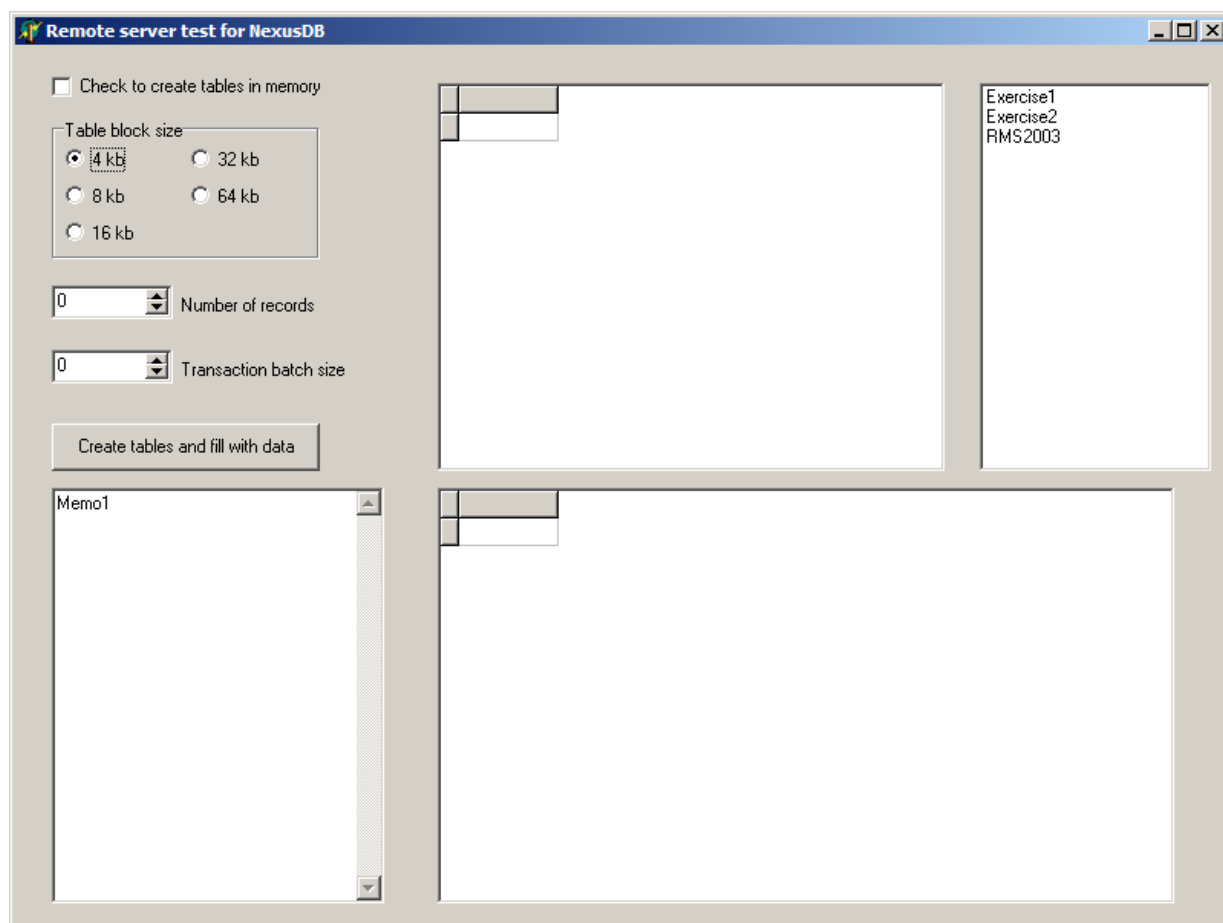 Remote server test for NexusDB
Check to create tables in memory
Table block size
4 kb
32 kb
8 kb
64 kb
16 kb
0
Number of records
0
Transaction batch size
Create tables and fill with data
Memo1
Exercise1
Exercise2
RMS2003